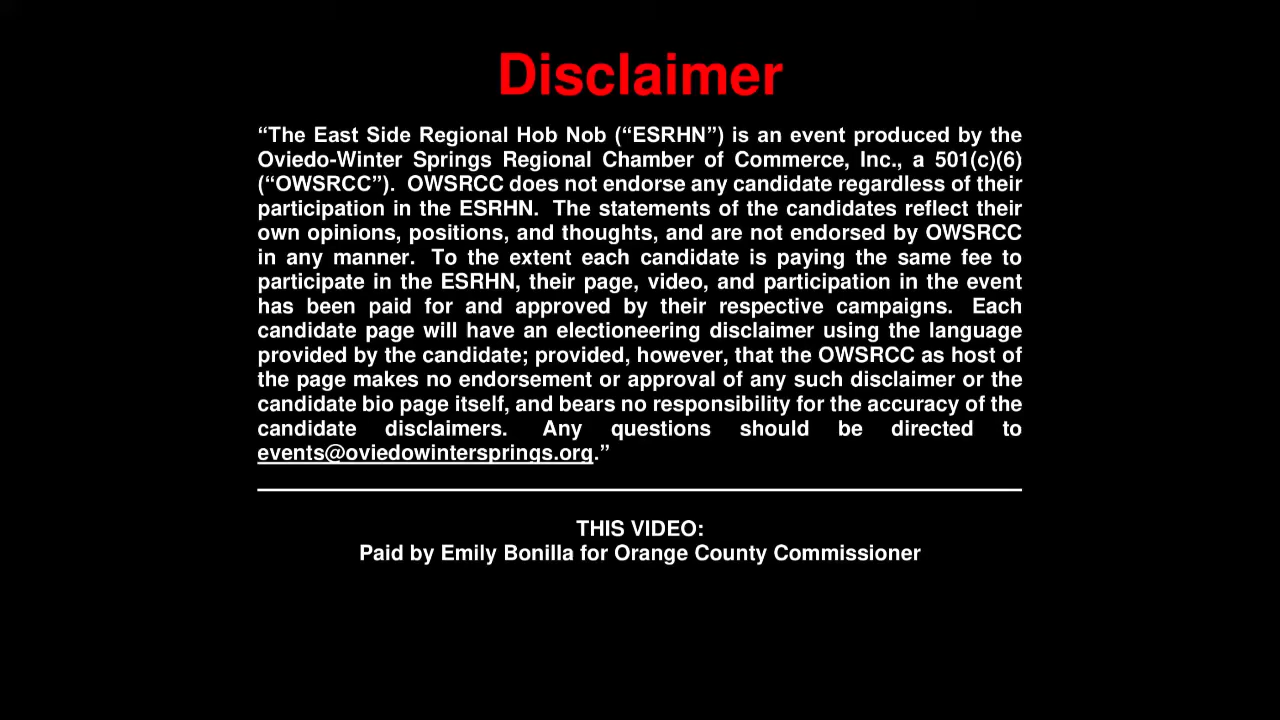 Disclaimer
“The East Side Regional Hob Nob (“ESRHN”) is an event produced by the
Oviedo-Winter Springs Regional Chamber of Commerce, Inc., a 501(c)(6)
(“OWSRCC”).  OWSRCC does not endorse any candidate regardless of their
participation in the ESRHN.  The statements of the candidates reflect their
own opinions, positions, and thoughts, and are not endorsed by OWSRCC
in any manner.  To the extent each candidate is paying the same fee to
participate in the ESRHN, their page, video, and participation in the event
has been paid for and approved by their respective campaigns.  Each
candidate page will have an electioneering disclaimer using the language
provided by the candidate; provided, however, that the OWSRCC as host of
the page makes no endorsement or approval of any such disclaimer or the
candidate bio page itself, and bears no responsibility for the accuracy of the
candidate disclaimers.  Any questions should be directed to
events@oviedowintersprings.org.”
THIS VIDEO:
Paid by Emily Bonilla for Orange County Commissioner